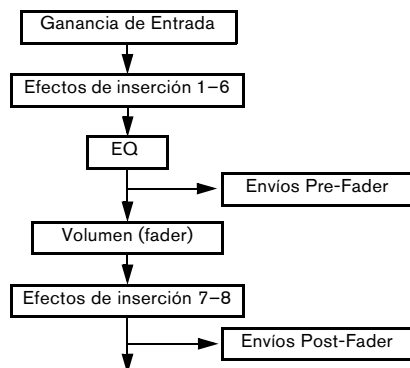 Ganancia de Entrada
Efectos de inserción 1–6
EQ
Envíos Pre-Fader
Volumen (fader)
Efectos de inserción 7–8
Envíos Post-Fader